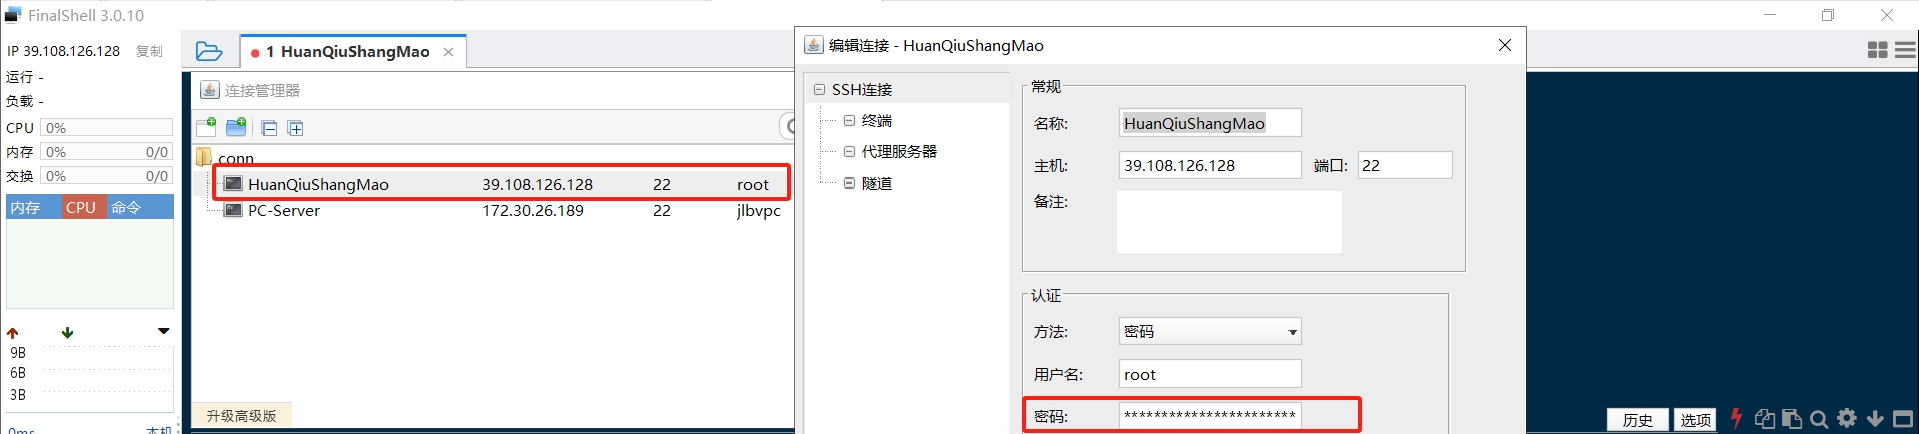 FinalShell 3.0.10
IP 39.108.126.128 复制
运行 -
负载 -
CPU 0%
内存 0% 0/0
交换 0% 0/0
内存 CPU 命令
9B
6B
3B
0ms 本机
1 HuanQiuShangMao
连接管理器
conn
HuanQiuShangMao 39.108.126.128 22 root
PC-Server 172.30.26.189 22 jlbvpc
升级高级版
编辑连接 - HuanQiuShangMao
SSH连接
终端
代理服务器
隧道
常规
名称: HuanQiuShangMao
主机: 39.108.126.128 端口: 22
备注:
认证
方法: 密码
用户名: root
密码: ***********************
历史 选项